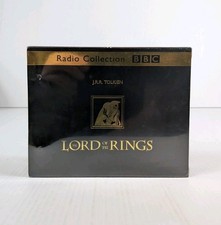 Radio Collection BBC
J.R.R. TOLKIEN
THE LORD OF THE RINGS